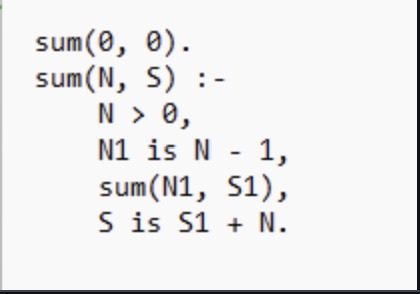 sum(0, 0).
sum(N, S) :-
    N > 0,
    N1 is N - 1,
    sum(N1, S1),
    S is S1 + N.